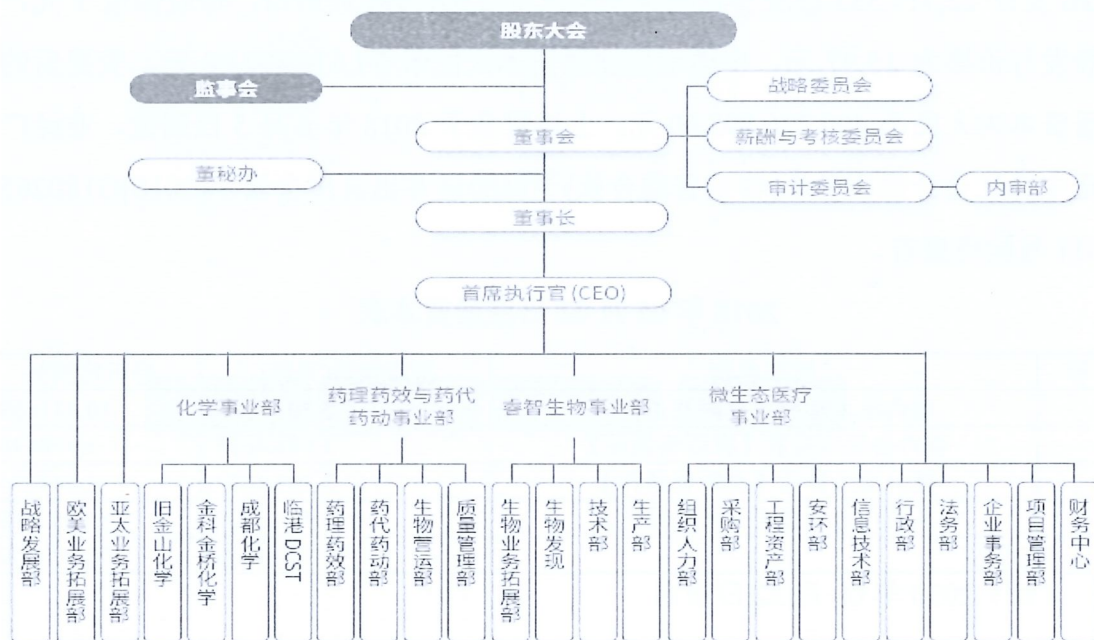 股东大会
监事会
战略委员会
董事会
薪酬与考核委员会
董秘办
审计委员会
内审部
董事长
首席执行官(CEO)
化学事业部
药理药效与药代
药动事业部
睿智生物事业部
微生态医疗
事业部
战略发展部
欧美业务拓展部
亚太业务拓展部
旧金山化学
金科金桥化学
成都化学
临港DCST
药理药效部
药代药动部
生物营运部
质量管理部
生物业务拓展部
生物发现
技术部
生产部
组织人力部
采购部
工程资产部
安环部
信息技术部
行政部
法务部
企业事务部
项目管理部
财务中心